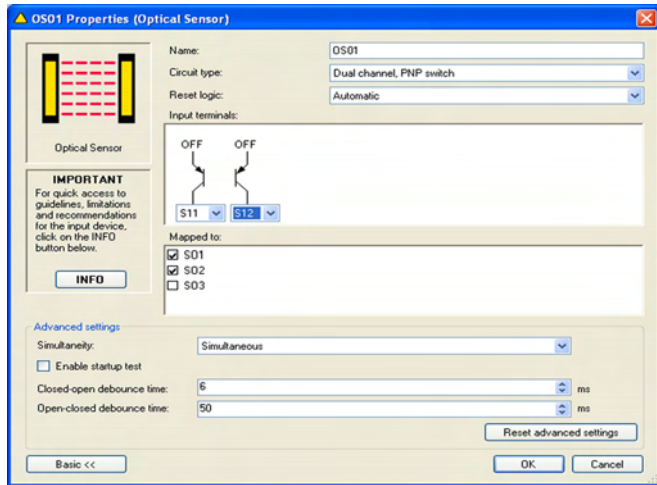 OS01 Properties (Optical Sensor)
Optical Sensor
IMPORTANT
For quick access to
guidelines, limitations
and recommendations
for the input device,
click on the INFO
button below.
INFO
Name:
OS01
Circuit type:
Dual channel, PNP switch
Reset logic:
Automatic
Input terminals:
OFF OFF
S11 S12
Mapped to:
SO1
SO2
SO3
Advanced settings
Simultaneity:
Simultaneous
Enable startup test
Closed-open debounce time:
6 ms
Open-closed debounce time:
50 ms
Reset advanced settings
Basic << OK Cancel